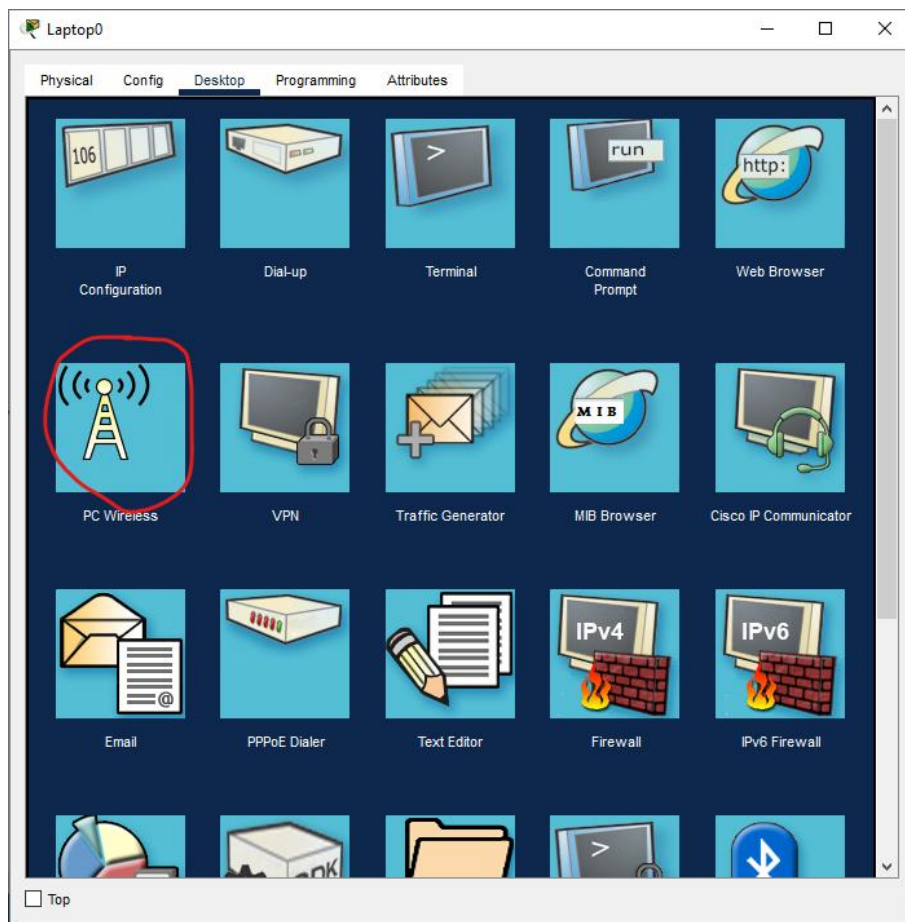 Laptop0
Physical Config Desktop Programming Attributes
106
>
run
http:
IP
Configuration
Dial-up
Terminal
Command
Prompt
Web Browser
MIB
PC Wireless
VPN
Traffic Generator
MIB Browser
Cisco IP Communicator
@
IPv4
IPv6
Email
PPPoE Dialer
Text Editor
Firewall
IPv6 Firewall
>
Top